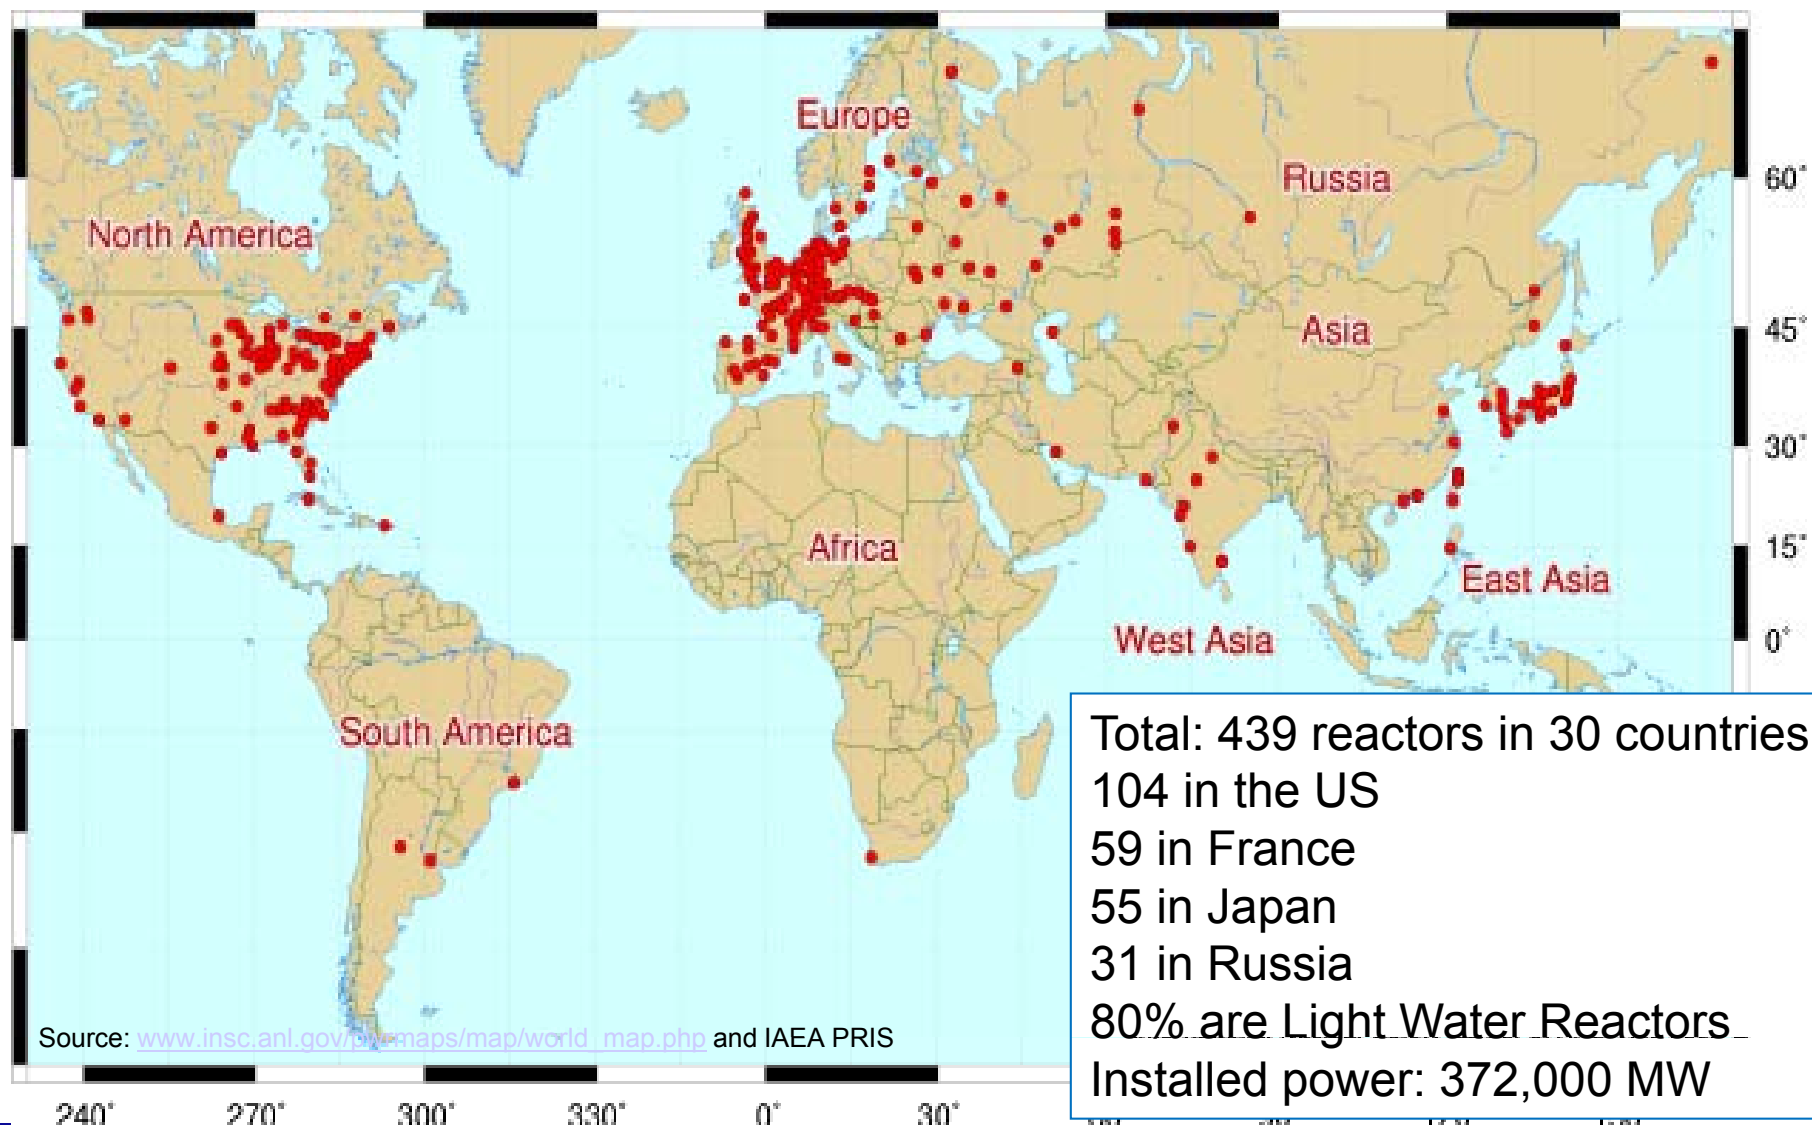 Europe
Russia
North America
60°
Asia
45°
30°
Africa
15°
East Asia
West Asia
0°
South America
Total: 439 reactors in 30 countries
104 in the US
59 in France
55 in Japan
31 in Russia
80% are Light Water Reactors
Installed power: 372,000 MW
Source: www.insc.anl.gov/pwrmaps/map/world_map.php and IAEA PRIS
240° 270° 300° 330° 0° 30°